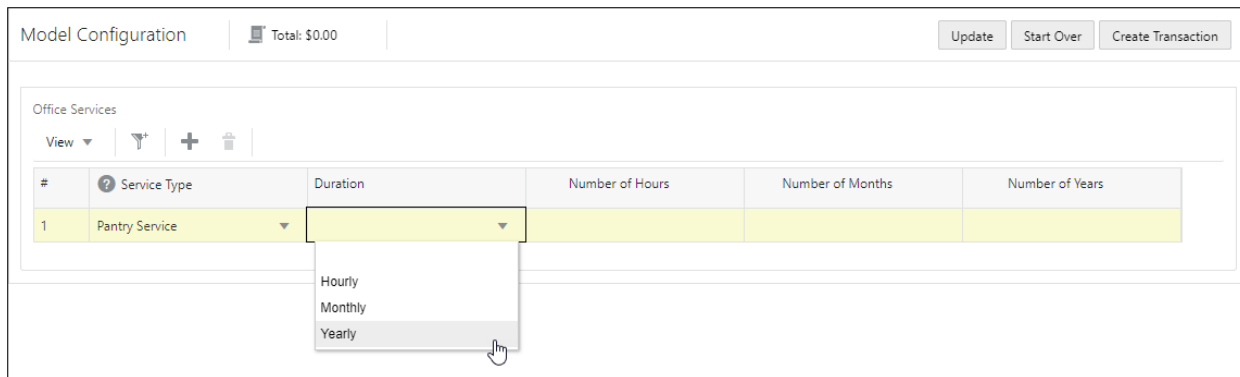 Model Configuration Total: $0.00 Update Start Over Create Transaction
Office Services
View
# Service Type Duration Number of Hours Number of Months Number of Years
1 Pantry Service
Hourly
Monthly
Yearly